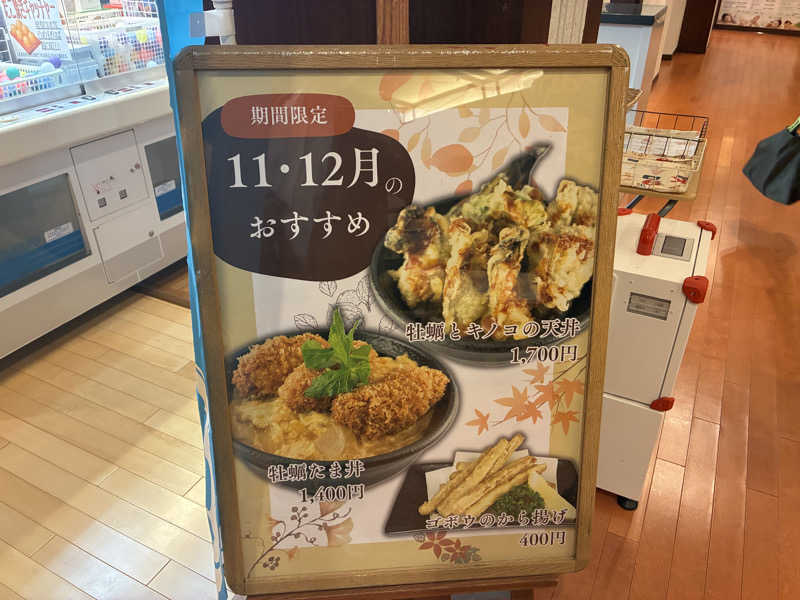 期間限定
11・12月の
おすすめ
牡蠣とキノコの天丼
1,700円
牡蠣たま丼
1,400円
ゴボウのから揚げ
400円